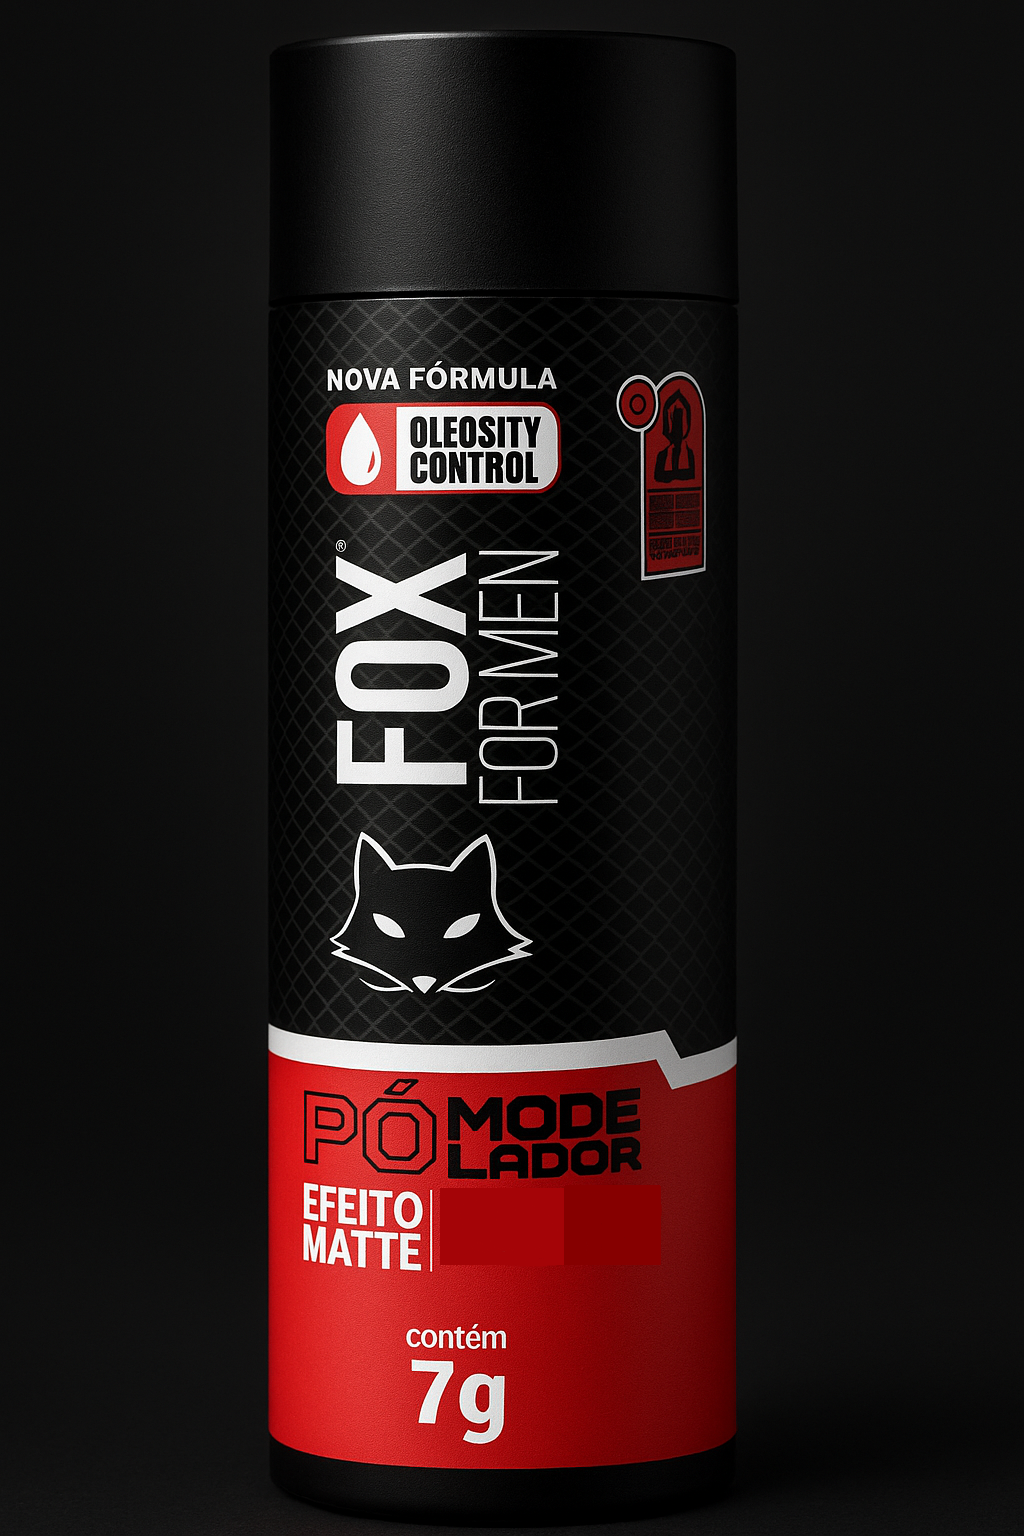 NOVA FÓRMULA
OLEOSITY
CONTROL
FOX®
FOR MEN
PÓ MODE
LADOR
EFEITO
MATTE
contém
7g